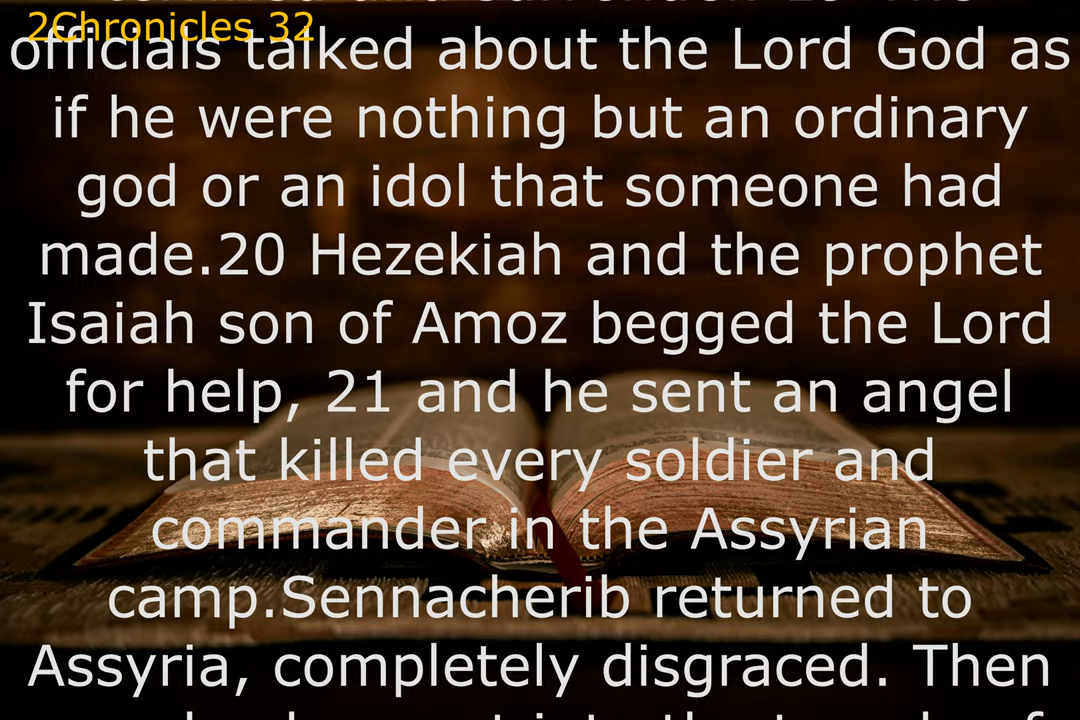 2Chronicles 32
officials talked about the Lord God as
if he were nothing but an ordinary
god or an idol that someone had
made.20 Hezekiah and the prophet
Isaiah son of Amoz begged the Lord
for help, 21 and he sent an angel
that killed every soldier and
commander in the Assyrian
camp.Sennacherib returned to
Assyria, completely disgraced. Then